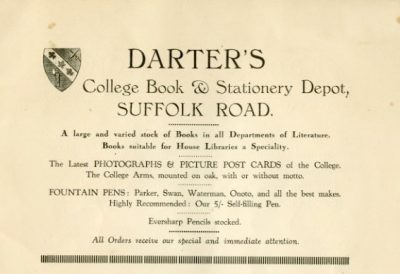 DARTER'S
College Book & Stationery Depot,
SUFFOLK ROAD.
A large and varied stock of Books in all Departments of Literature.
Books suitable for House Libraries a Speciality.
The Latest PHOTOGRAPHS & PICTURE POST CARDS of the College.
The College Arms, mounted on oak, with or without motto.
FOUNTAIN PENS: Parker, Swan, Waterman, Onoto, and all the best makes.
Highly Recommended: Our 5/- Self-filling Pen.
Eversharp Pencils stocked.
All Orders receive our special and immediate attention.